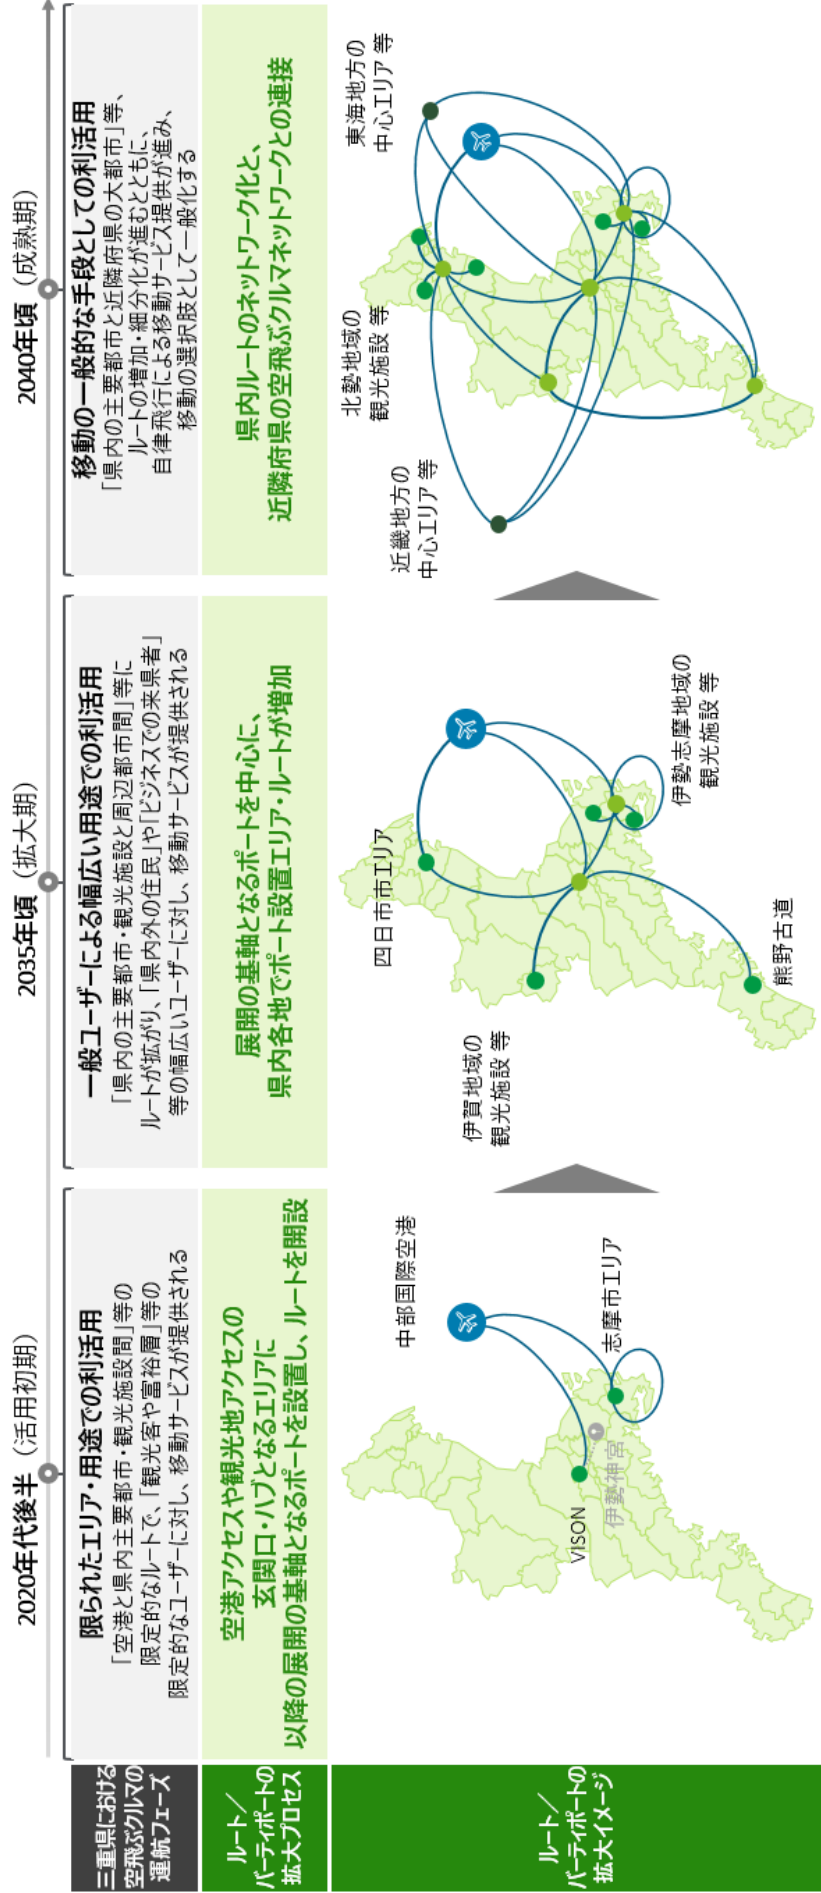 2020年代後半（活用初期）
2035年頃（拡大期）
2040年頃（成熟期）
三重県における
空飛ぶクルマの
運航フェーズ
限られたエリア・用途での利活用
「空港と県内主要都市・観光施設間」等の
限定的なルートで、「観光客や富裕層」等の
限定的なユーザーに対し、移動サービスが提供される
一般ユーザーによる幅広い用途での利活用
「県内の主要都市・観光施設と周辺都市間」等に
ルートが拡がり、「県内外の住民」や「ビジネスでの来県者」
等の幅広いユーザーに対し、移動サービスが提供される
移動の一般的な手段としての利活用
「県内の主要都市と近隣府県の大都市」等、
ルートの増加・細分化が進むとともに、
自律飛行による移動サービス提供が進み、
移動の選択肢として一般化する
ルート／
バーティポートの
拡大プロセス
空港アクセスや観光地アクセスの
玄関口・ハブとなるエリアに
以降の展開の基軸となるポートを設置し、ルートを開設
展開の基軸となるポートを中心に、
県内各地でポート設置エリア・ルートが増加
県内ルートのネットワーク化と、
近隣府県の空飛ぶクルマネットワークとの連接
ルート／
バーティポートの
拡大イメージ
中部国際空港
志摩市エリア
VISON
伊勢神宮
四日市市エリア
伊賀地域の
観光施設 等
伊勢志摩地域の
観光施設 等
熊野古道
東海地方の
中心エリア 等
北勢地域の
観光施設 等
近畿地方の
中心エリア 等